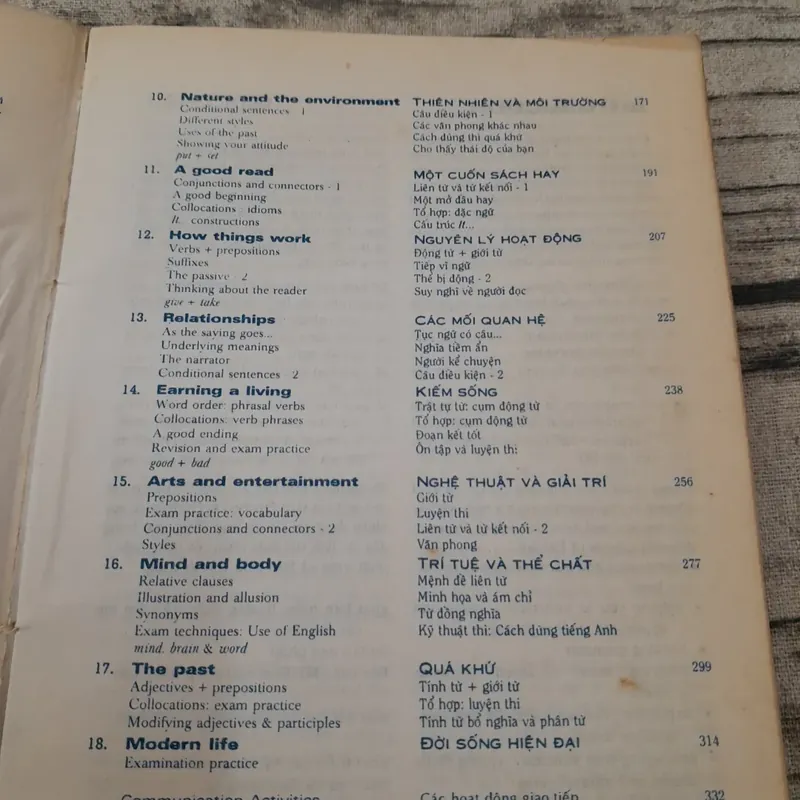 10. Nature and the environment THIÊN NHIÊN VÀ MÔI TRƯỜNG 171
Conditional sentences - 1 Câu điều kiện - 1
Different styles Các văn phong khác nhau
Uses of the past Cách dùng thì quá khứ
Showing your attitude Cho thấy thái độ của bạn
put + set
11. A good read MỘT CUỐN SÁCH HAY 191
Conjunctions and connectors - 1 Liên từ và từ kết nối - 1
A good beginning Một mở đầu hay
Collocations : idioms Tổ hợp: đặc ngữ
It... constructions Cấu trúc It...
12. How things work NGUYÊN LÝ HOẠT ĐỘNG 207
Verbs + prepositions Động từ + giới từ
Suffixes Tiếp vĩ ngữ
The passive - 2 Thể bị động - 2
Thinking about the reader Suy nghĩ về người đọc
give + take
13. Relationships CÁC MỐI QUAN HỆ 225
As the saying goes... Tục ngữ có câu...
Underlying meanings Nghĩa tiềm ẩn
The narrator Người kể chuyện
Conditional sentences - 2 Câu điều kiện - 2
14. Earning a living KIẾM SỐNG 238
Word order: phrasal verbs Trật tự từ: cụm động từ
Collocations: verb phrases Tổ hợp: cụm động từ
A good ending Đoạn kết tốt
Revision and exam practice Ôn tập và luyện thi
good + bad
15. Arts and entertainment NGHỆ THUẬT VÀ GIẢI TRÍ 256
Prepositions Giới từ
Exam practice: vocabulary Luyện thi
Conjunctions and connectors - 2 Liên từ và từ kết nối - 2
Styles Văn phong
16. Mind and body TRÍ TUỆ VÀ THỂ CHẤT 277
Relative clauses Mệnh đề liên từ
Illustration and allusion Minh họa và ám chỉ
Synonyms Từ đồng nghĩa
Exam techniques: Use of English Kỹ thuật thi: Cách dùng tiếng Anh
mind, brain & word
17. The past QUÁ KHỨ 299
Adjectives + prepositions Tính từ + giới từ
Collocations: exam practice Tổ hợp: luyện thi
Modifying adjectives & participles Tính từ bổ nghĩa và phân từ
18. Modern life ĐỜI SỐNG HIỆN ĐẠI 314
Examination practice
Communication Activities Các hoạt động giao tiếp 332